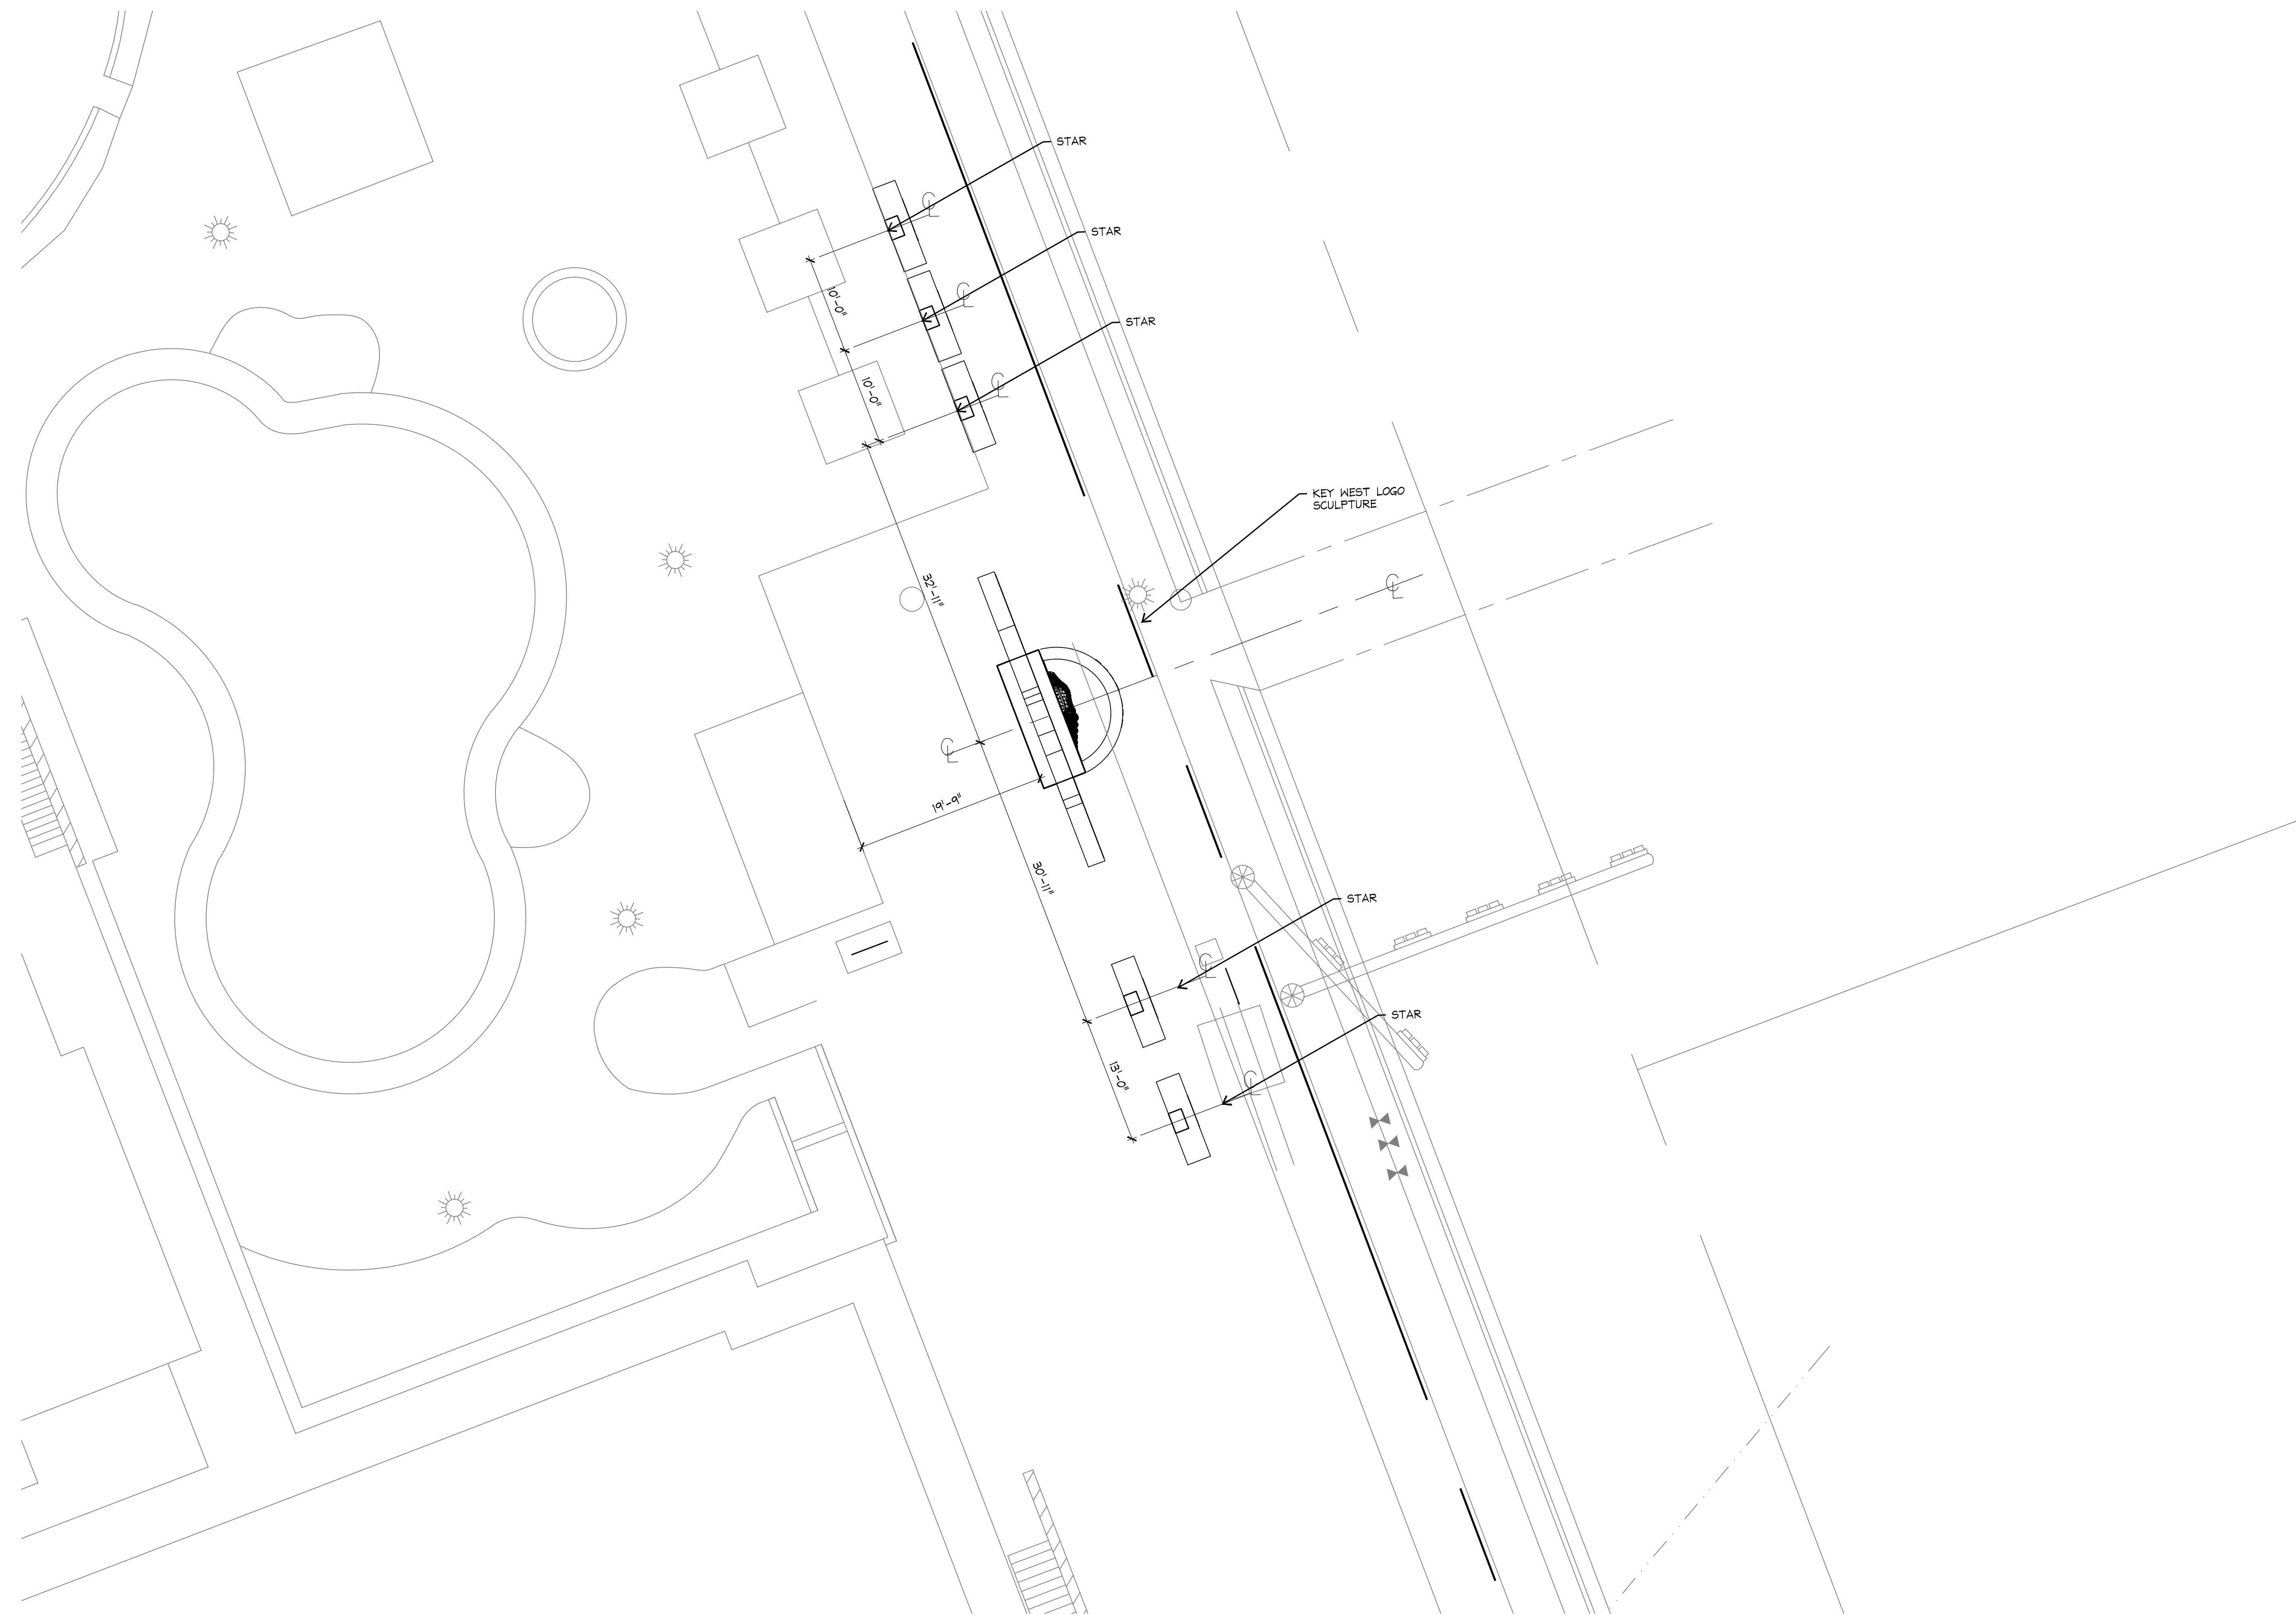 STAR
STAR
10'-0"
STAR
10'-0"
KEY WEST LOGO
SCULPTURE
32'-11"
CL
19'-9"
30'-11"
STAR
STAR
13'-0"